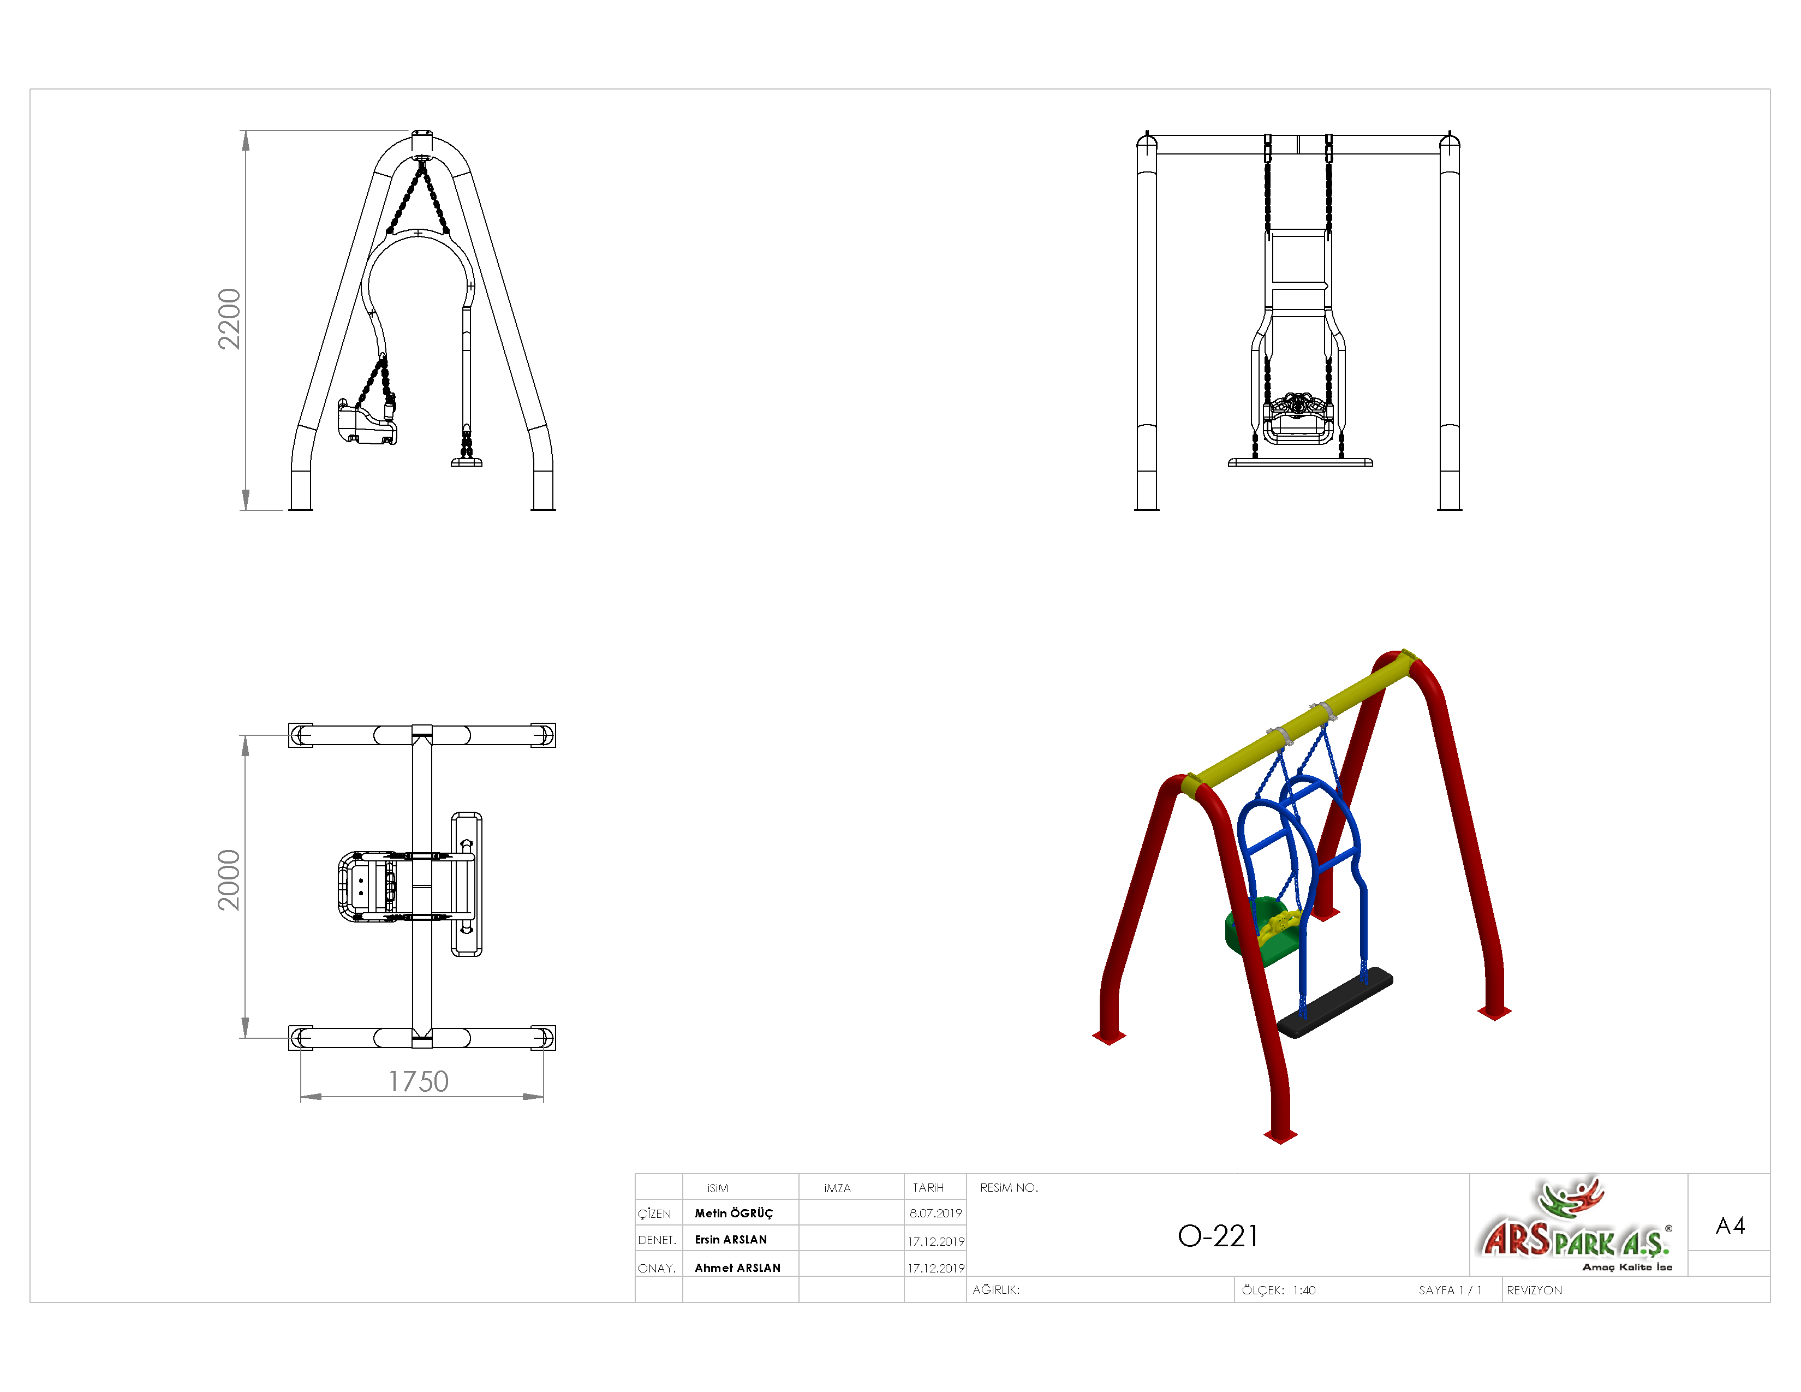 2200
2000
1750
İSİM İMZA TARİH RESİM NO.
ÇİZEN Metin ÖGRÜÇ 8.07.2019
DENET. Ersin ARSLAN 17.12.2019
ONAY. Ahmet ARSLAN 17.12.2019
O-221
ARSPARK A.Ş.®
Amaç Kalite İse
A4
AĞIRLIK: ÖLÇEK: 1:40 SAYFA 1 / 1 REVİZYON